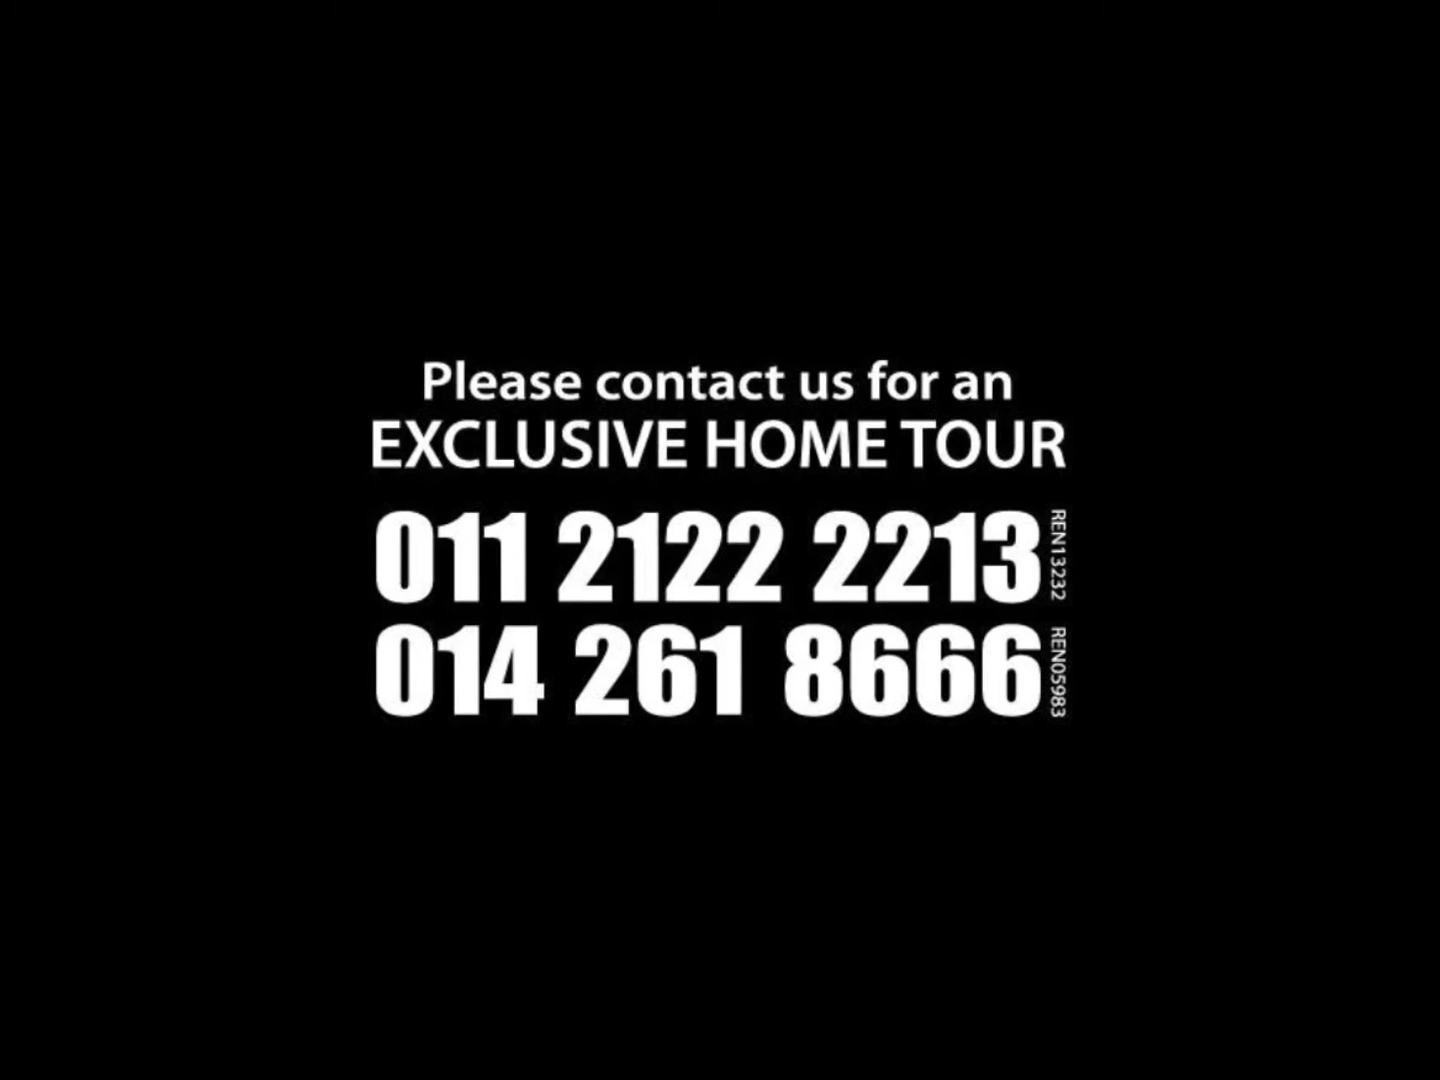 Please contact us for an
EXCLUSIVE HOME TOUR
011 2122 2213
REN13232
014 261 8666
REN05983